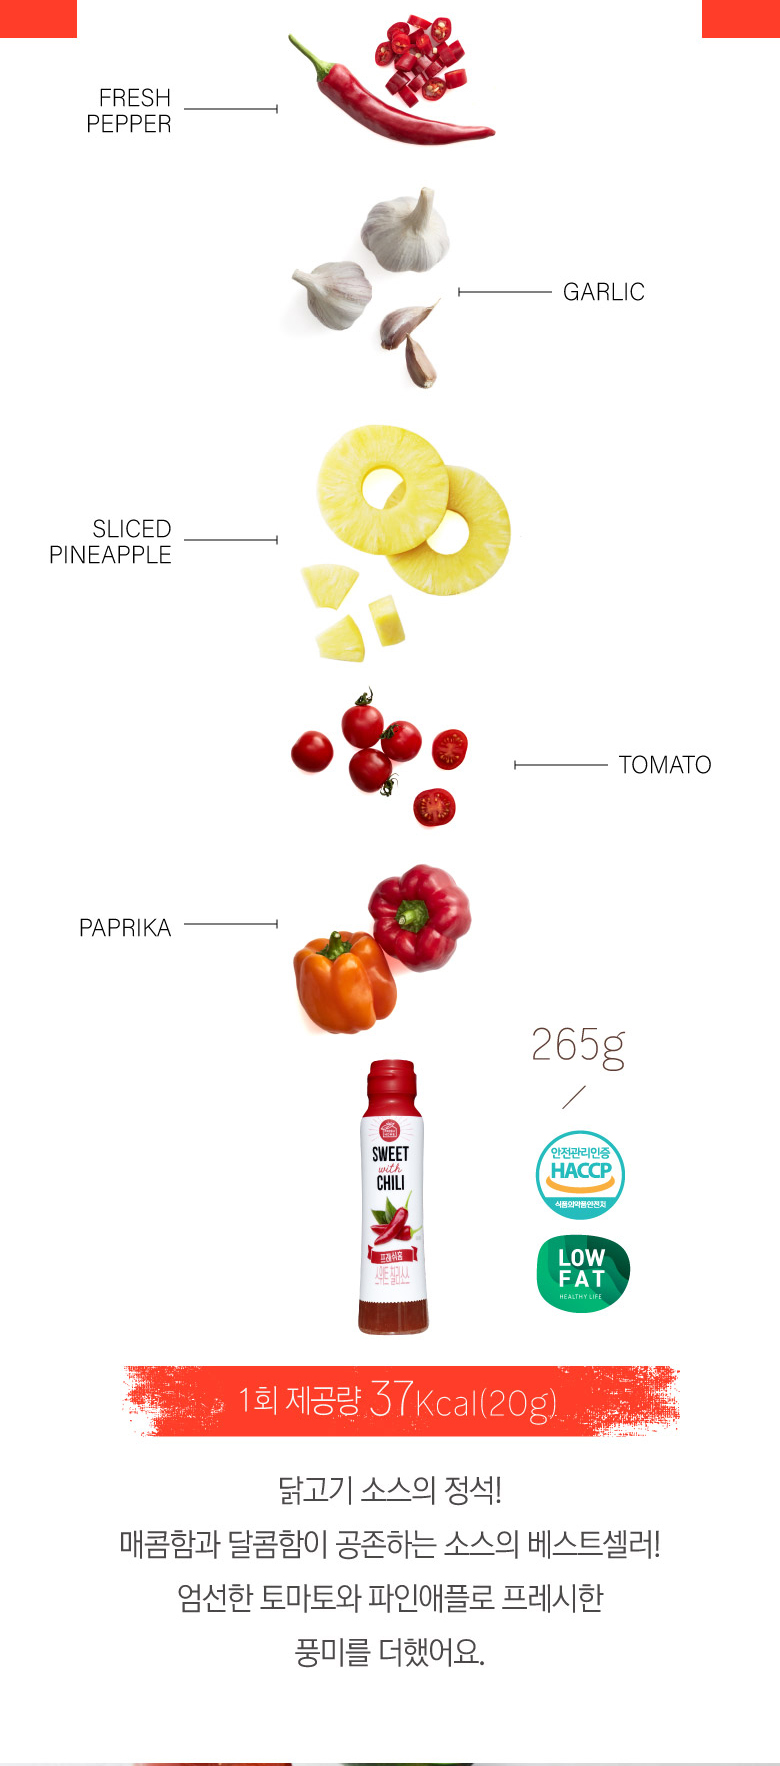 FRESH
PEPPER
GARLIC
SLICED
PINEAPPLE
TOMATO
PAPRIKA
265g
안전관리인증
HACCP
식품의약품안전처
LOW
FAT
HEALTHY LIFE
SWEET
with
CHILI
프레쉬홈
스위트 칠리 소스
1회 제공량 37Kcal(20g)
닭고기 소스의 정석!
매콤함과 달콤함이 공존하는 소스의 베스트셀러!
엄선한 토마토와 파인애플로 프레시한
풍미를 더했어요.